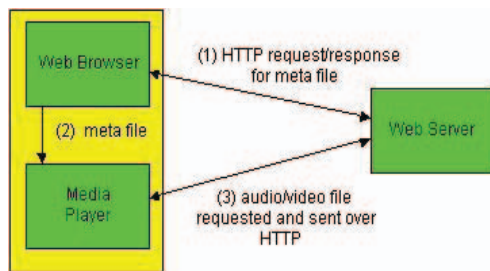 Web Browser
(1) HTTP request/response
for meta file
(2) meta file
Web Server
Media
Player
(3) audio/video file
requested and sent over
HTTP